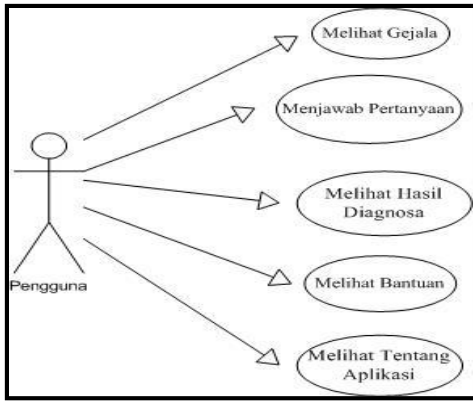 Melihat Gejala
Menjawab Pertanyaan
Melihat Hasil
Diagnosa
Pengguna
Melihat Bantuan
Melihat Tentang
Aplikasi